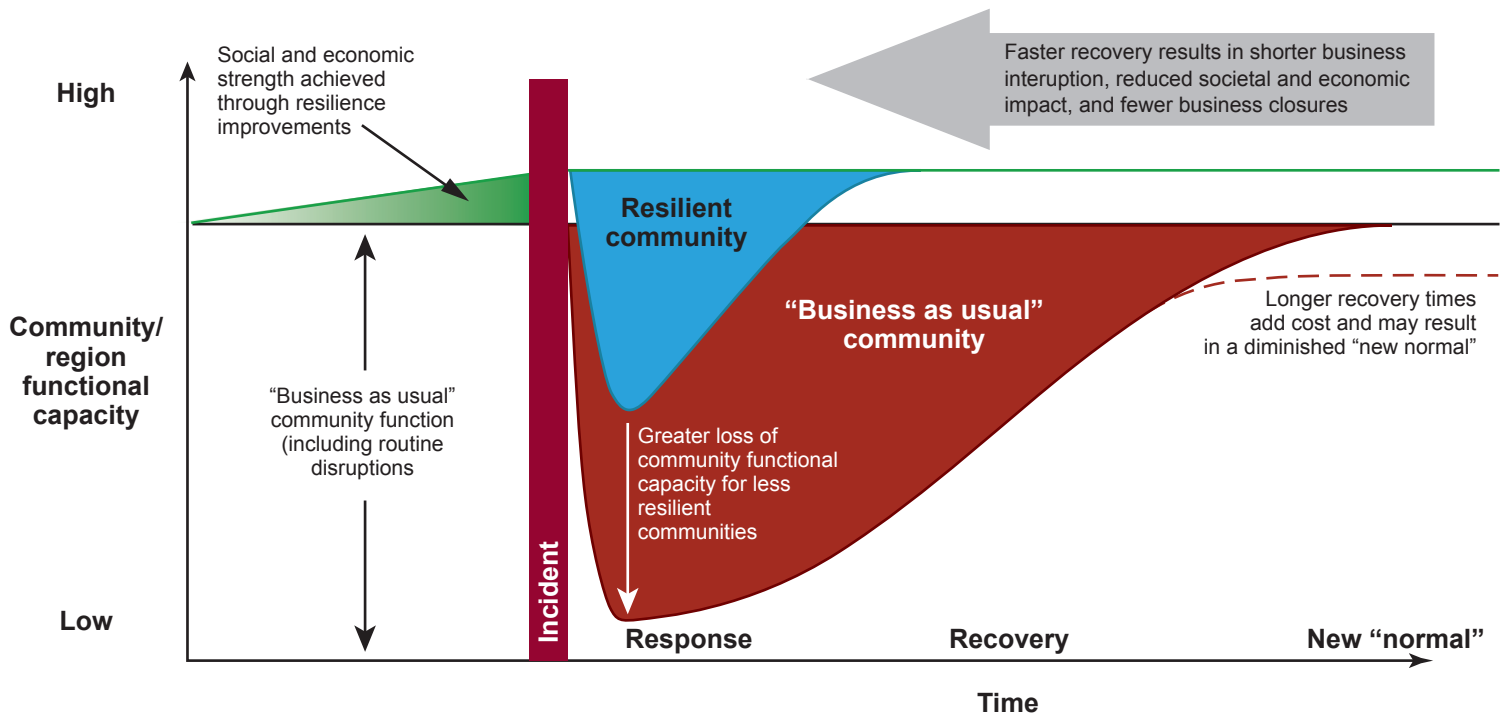 High
Social and economic
strength achieved
through resilience
improvements
Faster recovery results in shorter business
interuption, reduced societal and economic
impact, and fewer business closures
Resilient
community
“Business as usual”
community
Longer recovery times
add cost and may result
in a diminished “new normal”
Community/
region
functional
capacity
“Business as usual”
community function
(including routine
disruptions
Greater loss of
community functional
capacity for less
resilient
communities
Incident
Low
Response
Recovery
New “normal”
Time